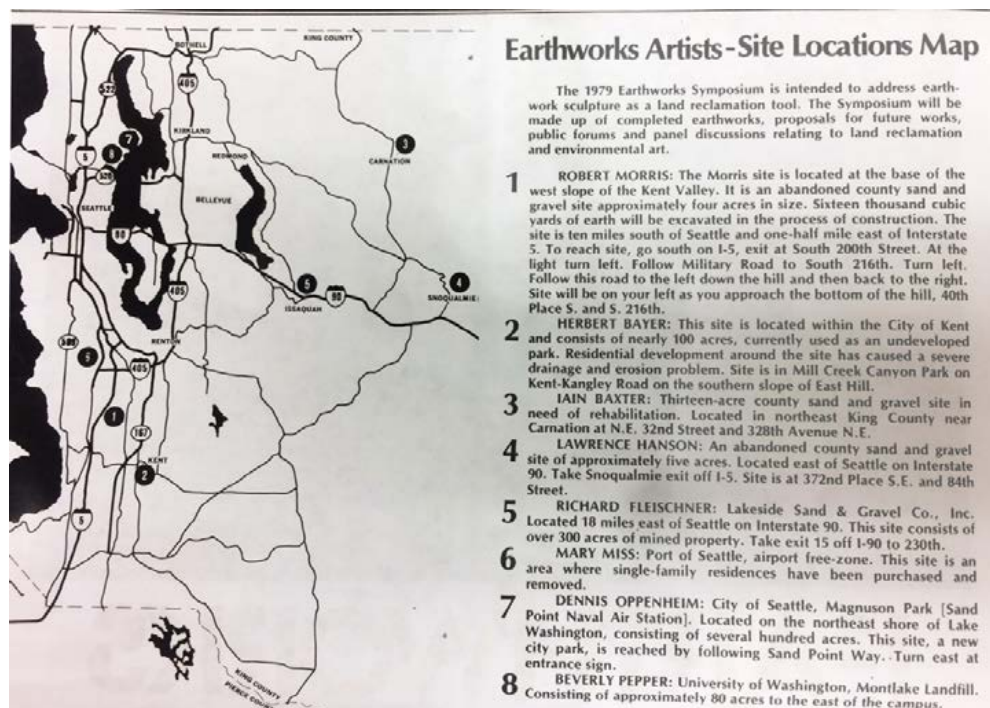 KING COUNTY
BOTHELL
522
405
KIRKLAND
7
3
5
8
REDMOND
CARNATION
520
SEATTLE
BELLEVUE
90
5
4
405
90
SNOQUALMIE
ISSAQUAH
RENTON
405
1
167
KENT
2
5
KING COUNTY
Earthworks Artists-Site Locations Map
The 1979 Earthworks Symposium is intended to address earth-
work sculpture as a land reclamation tool. The Symposium will be
made up of completed earthworks, proposals for future works,
public forums and panel discussions relating to land reclamation
and environmental art.
1 ROBERT MORRIS: The Morris site is located at the base of the
west slope of the Kent Valley. It is an abandoned county sand and
gravel site approximately four acres in size. Sixteen thousand cubic
yards of earth will be excavated in the process of construction. The
site is ten miles south of Seattle and one-half mile east of Interstate
5. To reach site, go south on I-5, exit at South 200th Street. At the
light turn left. Follow Military Road to South 216th. Turn left.
Follow this road to the left down the hill and then back to the right.
Site will be on your left as you approach the bottom of the hill, 40th
Place S. and S. 216th.
2 HERBERT BAYER: This site is located within the City of Kent
and consists of nearly 100 acres, currently used as an undeveloped
park. Residential development around the site has caused a severe
drainage and erosion problem. Site is in Mill Creek Canyon Park on
Kent-Kangley Road on the southern slope of East Hill.
3 IAIN BAXTER: Thirteen-acre county sand and gravel site in
need of rehabilitation. Located in northeast King County near
Carnation at N.E. 32nd Street and 328th Avenue N.E.
4 LAWRENCE HANSON: An abandoned county sand and gravel
site of approximately five acres. Located east of Seattle on Interstate
90. Take Snoqualmie exit off I-5. Site is at 372nd Place S.E. and 84th
Street.
5 RICHARD FLEISCHNER: Lakeside Sand & Gravel Co., Inc.
Located 18 miles east of Seattle on Interstate 90. This site consists of
over 300 acres of mined property. Take exit 15 off I-90 to 230th.
6 MARY MISS: Port of Seattle, airport free-zone. This site is an
area where single-family residences have been purchased and
removed.
7 DENNIS OPPENHEIM: City of Seattle, Magnuson Park [Sand
Point Naval Air Station]. Located on the northeast shore of Lake
Washington, consisting of several hundred acres. This site, a new
city park, is reached by following Sand Point Way. Turn east at
entrance sign.
8 BEVERLY PEPPER: University of Washington, Montlake Landfill.
Consisting of approximately 80 acres to the east of the campus.